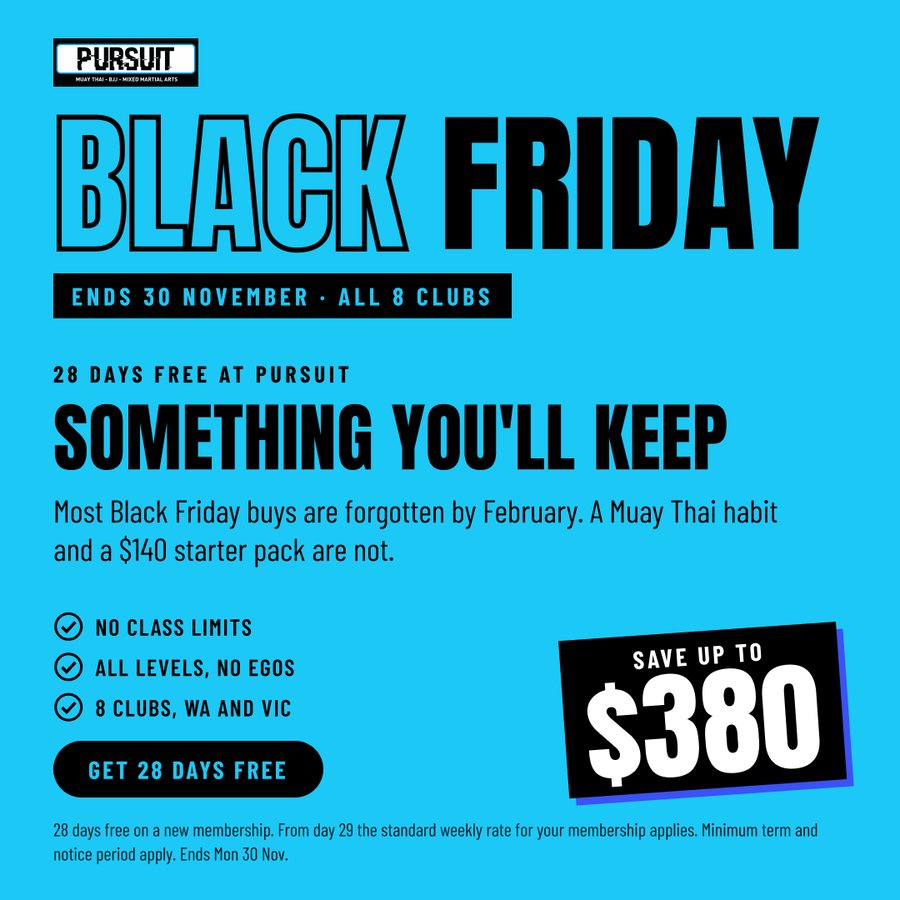 PURSUIT
MUAY THAI • BJJ • MIXED MARTIAL ARTS
BLACK FRIDAY
ENDS 30 NOVEMBER · ALL 8 CLUBS
28 DAYS FREE AT PURSUIT
SOMETHING YOU'LL KEEP
Most Black Friday buys are forgotten by February. A Muay Thai habit
and a $140 starter pack are not.
NO CLASS LIMITS
ALL LEVELS, NO EGOS
8 CLUBS, WA AND VIC
GET 28 DAYS FREE
SAVE UP TO
$380
28 days free on a new membership. From day 29 the standard weekly rate for your membership applies. Minimum term and
notice period apply. Ends Mon 30 Nov.